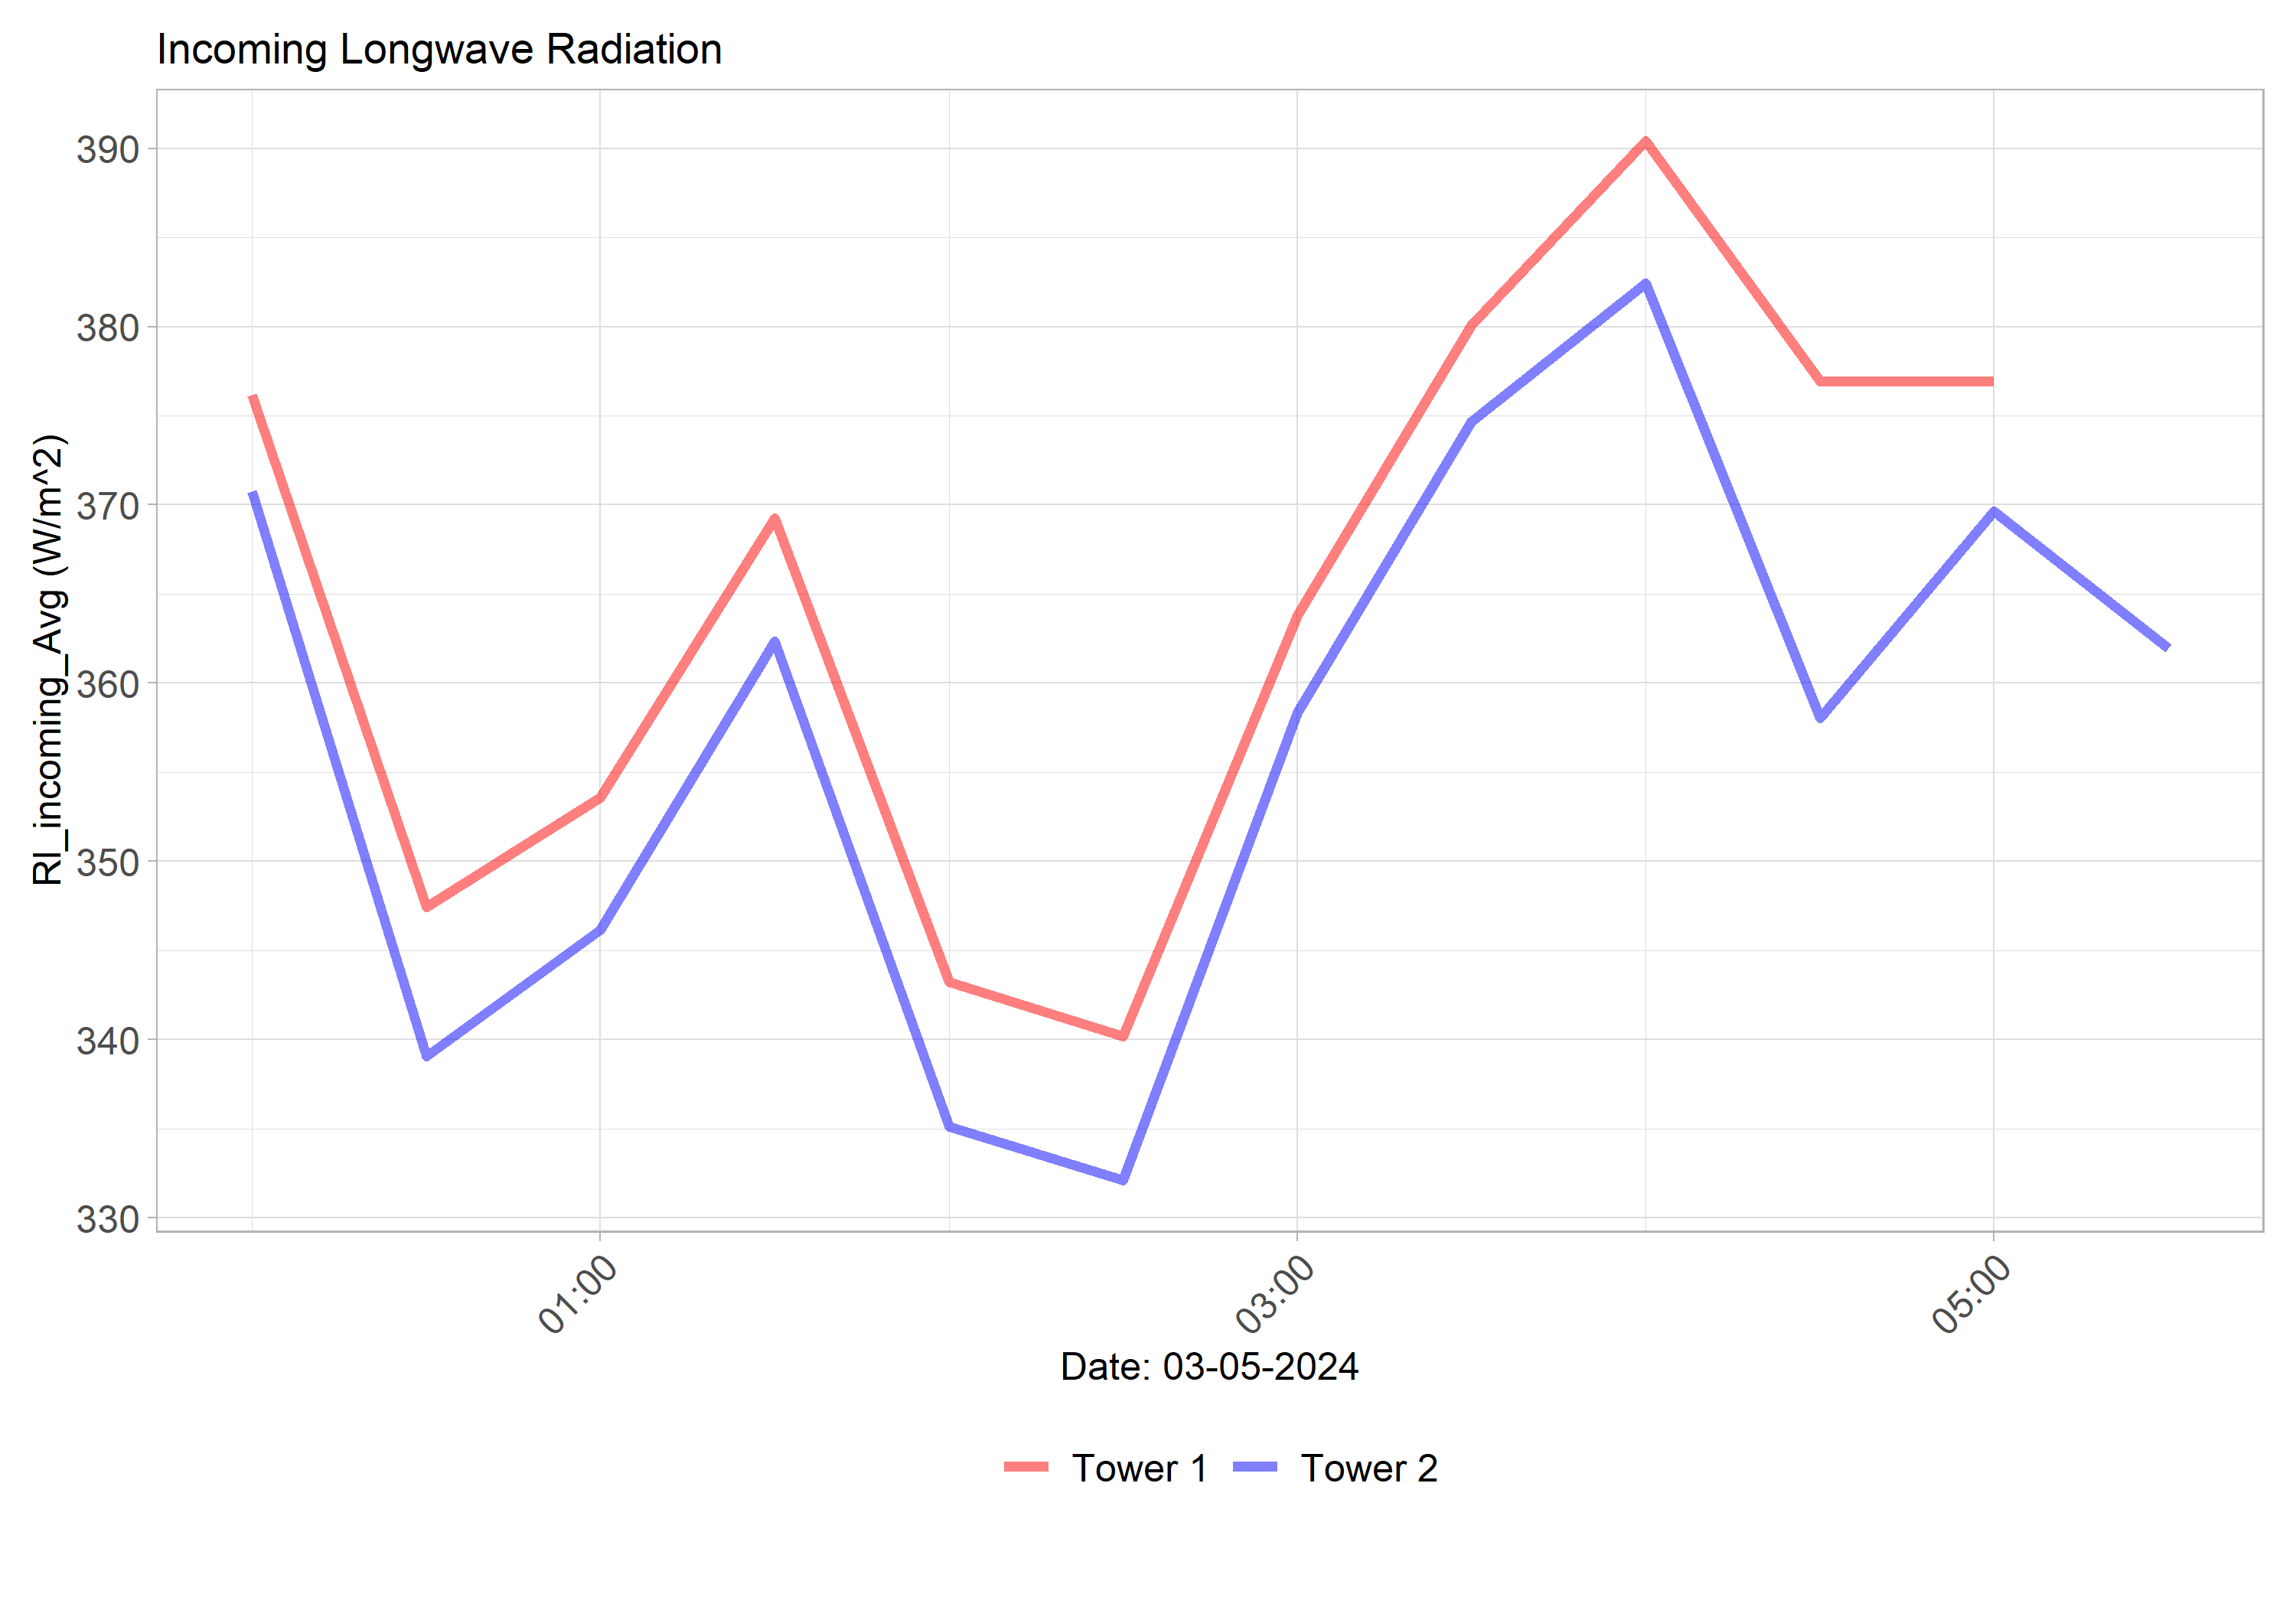 Incoming Longwave Radiation
Rl_incoming_Avg (W/m^2)
390
380
370
360
350
340
330
01:00
03:00
05:00
Date: 03-05-2024
Tower 1
Tower 2